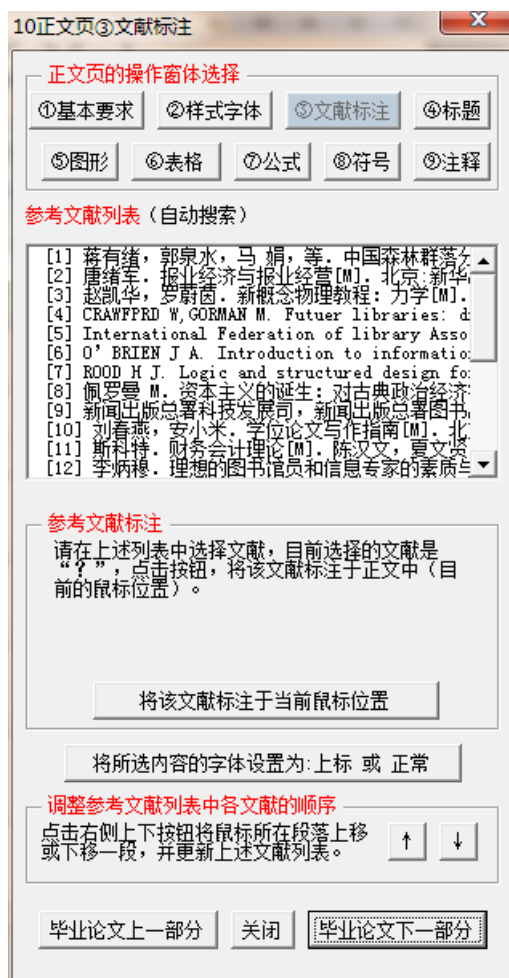 10正文页③文献标注
正文页的操作窗体选择
①基本要求 ②样式字体 ③文献标注 ④标题
⑤图形 ⑥表格 ⑦公式 ⑧符号 ⑨注释
参考文献列表（自动搜索）
[1] 蒋有绪，郭泉水，马 娟，等．中国森林群落分
[2] 唐绪军．报业经济与报业经营[M]．北京:新华
[3] 赵凯华，罗蔚茵．新概念物理教程：力学[M]．
[4] CRAWFPRD W,GORMAN M. Futuer libraries: d
[5] International Federation of library Asso
[6] O’BRIEN J A. Introduction to informatio
[7] ROOD H J. Logic and structured design fo
[8] 佩罗曼 M．资本主义的诞生：对古典政治经济
[9] 新闻出版总署科技发展司，新闻出版总署图书
[10] 刘春燕，安小米．学位论文写作指南[M]．北
[11] 斯科特．财务会计理论[M]．陈汉文，夏文贤
[12] 李炳穆．理想的图书馆员和信息专家的素质与
参考文献标注
请在上述列表中选择文献，目前选择的文献是
“？”，点击按钮，将该文献标注于正文中（目
前的鼠标位置）。
将该文献标注于当前鼠标位置
将所选内容的字体设置为:上标 或 正常
调整参考文献列表中各文献的顺序
点击右侧上下按钮将鼠标所在段落上移
或下移一段，并更新上述文献列表。 ↑ ↓
毕业论文上一部分 关闭 毕业论文下一部分